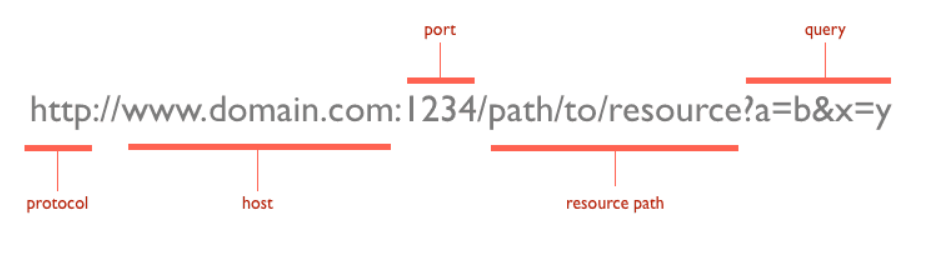 port query
http://www.domain.com:1234/path/to/resource?a=b&x=y
protocol host resource path